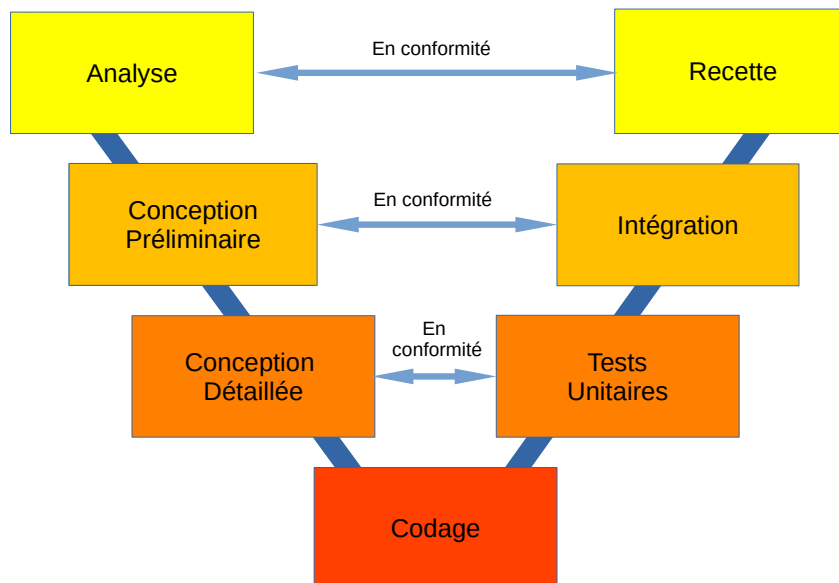 Analyse
En conformité
Recette
Conception
Préliminaire
En conformité
Intégration
Conception
Détaillée
En
conformité
Tests
Unitaires
Codage